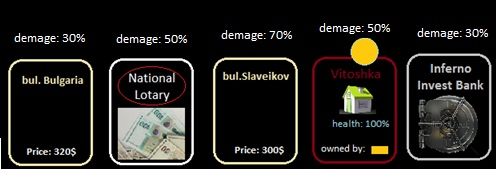 demage: 30%
demage: 50%
demage: 70%
demage: 50%
demage: 30%
bul. Bulgaria
Price: 320$
National
Lotary
bul.Slaveikov
Price: 300$
Vitoshka
health: 100%
owned by:
Inferno
Invest Bank